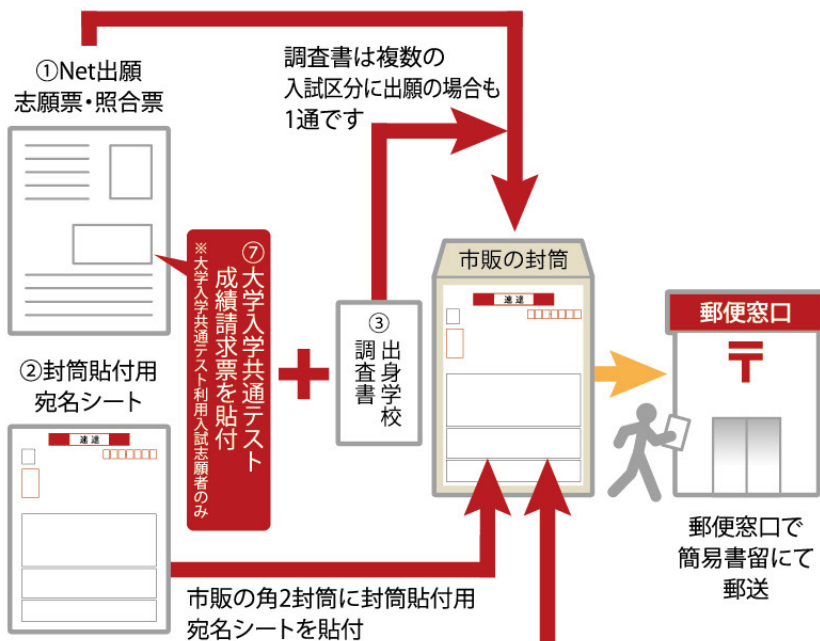 ①Net出願
志願票・照合票
調査書は複数の
入試区分に出願の場合も
1通です
⑦大学入学共通テスト
成績請求票を貼付
※大学入学共通テスト利用入試志願者のみ
③
出身学校
調査書
市販の封筒
速達
郵便窓口
〒
②封筒貼付用
宛名シート
速達
市販の角2封筒に封筒貼付用
宛名シートを貼付
郵便窓口で
簡易書留にて
郵送